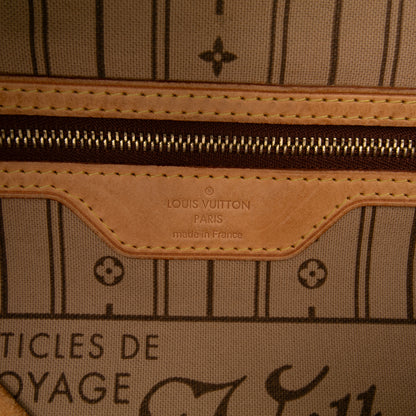 LOUIS VUITTON
PARIS
made in France
TICLES DE
OYAGE